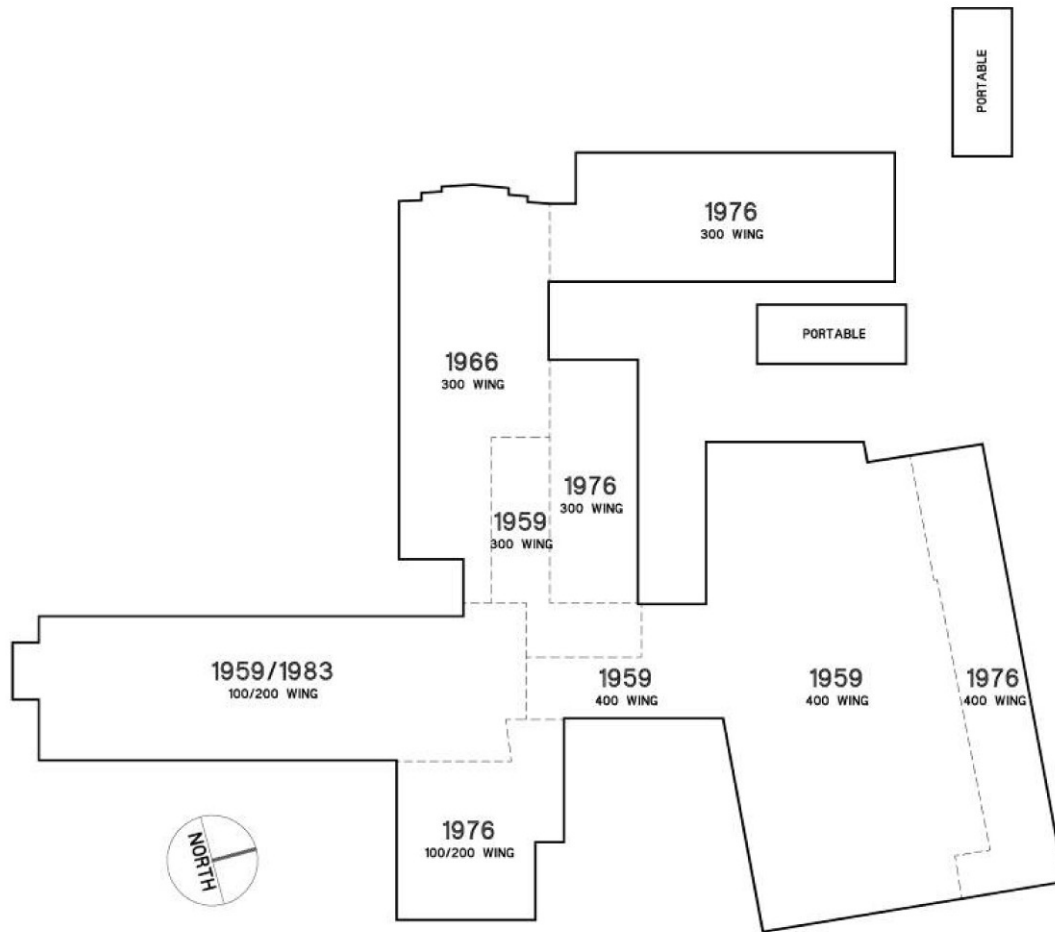 PORTABLE
1976
300 WING
PORTABLE
1966
300 WING
1976
300 WING
1959
300 WING
1959/1983
100/200 WING
1959
400 WING
1959
400 WING
1976
400 WING
1976
100/200 WING
NORTH